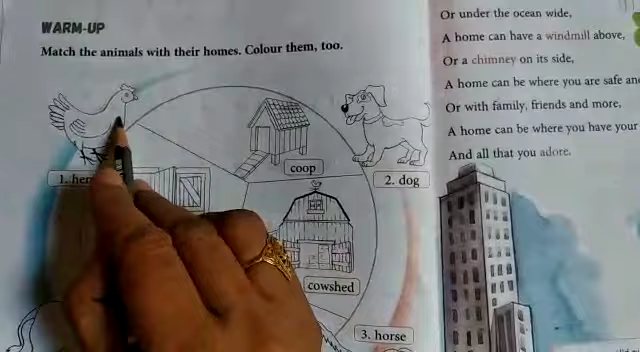 WARM-UP
Match the animals with their homes. Colour them, too.
coop
1. hen
2. dog
cowshed
3. horse
Or under the ocean wide,
A home can have a windmill above,
Or a chimney on its side,
A home can be where you are safe and
Or with family, friends and more,
A home can be where you have your
And all that you adore.